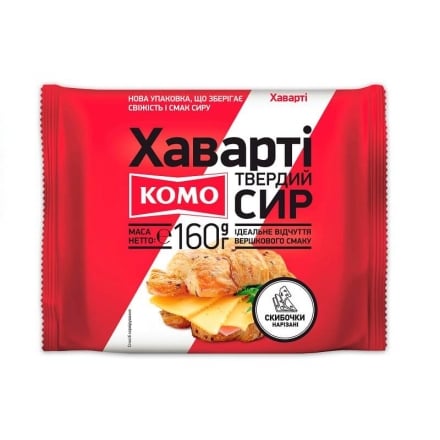 НОВА УПАКОВКА, ЩО ЗБЕРІГАЄ
СВІЖІСТЬ І СМАК СИРУ
Хаварті
Хаварті
КОМО
ТВЕРДИЙ
СИР
МАСА
НЕТТО: ℮160 g
г
ІДЕАЛЬНЕ ВІДЧУТТЯ
ВЕРШКОВОГО СМАКУ
СКИБОЧКИ
НАРІЗАНІ